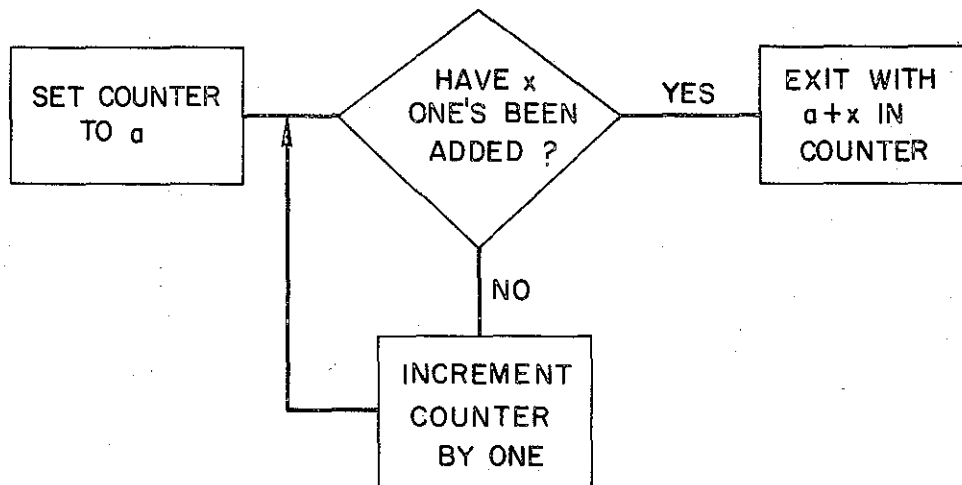 SET COUNTER
TO a
HAVE x
ONE'S BEEN
ADDED ?
YES
EXIT WITH
a+x IN
COUNTER
NO
INCREMENT
COUNTER
BY ONE